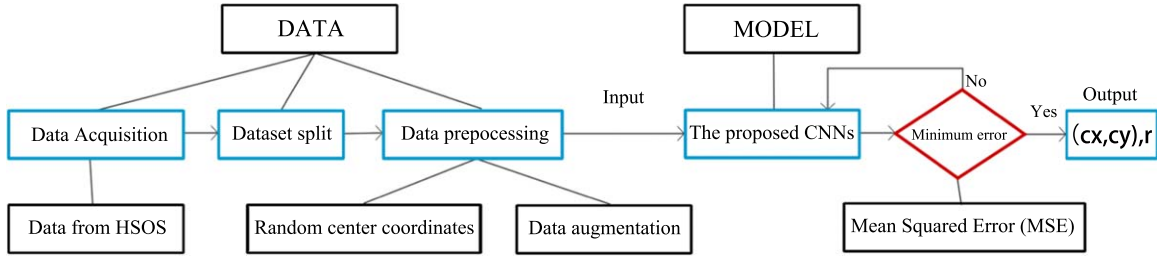 DATA
MODEL
Input
No
Yes
Output
Data Acquisition
Dataset split
Data prepocessing
The proposed CNNs
Minimum error
(cx,cy),r
Data from HSOS
Random center coordinates
Data augmentation
Mean Squared Error (MSE)